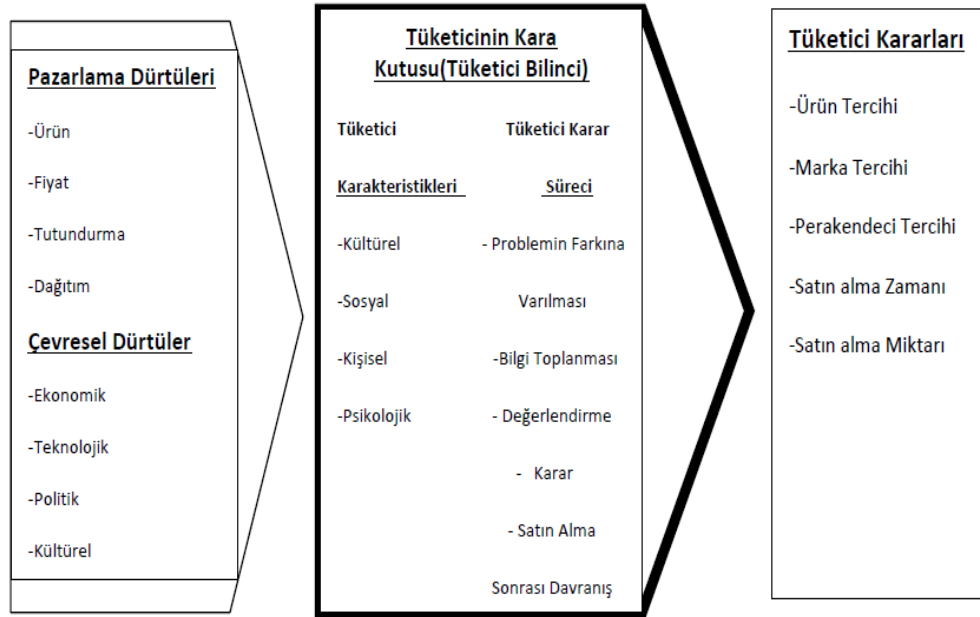 Pazarlama Dürtüleri
-Ürün
-Fiyat
-Tutundurma
-Dağıtım
Çevresel Dürtüler
-Ekonomik
-Teknolojik
-Politik
-Kültürel
Tüketicinin Kara
Kutusu(Tüketici Bilinci)
Tüketici
Karakteristikleri
-Kültürel
-Sosyal
-Kişisel
-Psikolojik
Tüketici Karar
Süreci
- Problemin Farkına
Varılması
-Bilgi Toplanması
- Değerlendirme
- Karar
- Satın Alma
Sonrası Davranış
Tüketici Kararları
-Ürün Tercihi
-Marka Tercihi
-Perakendeci Tercihi
-Satın alma Zamanı
-Satın alma Miktarı